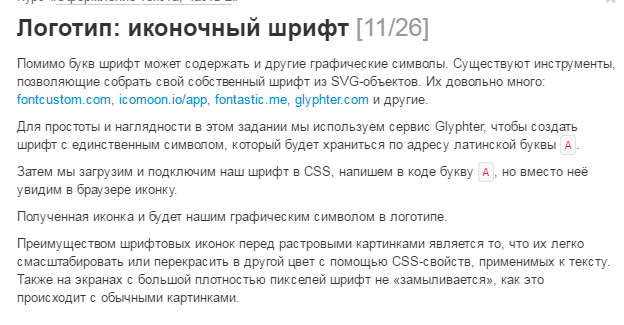 Курс «Оформление текста, часть 2»
Логотип: иконочный шрифт [11/26]
Помимо букв шрифт может содержать и другие графические символы. Существуют инструменты,
позволяющие собрать свой собственный шрифт из SVG-объектов. Их довольно много:
fontcustom.com, icomoon.io/app, fontastic.me, glyphter.com и другие.
Для простоты и наглядности в этом задании мы используем сервис Glyphter, чтобы создать
шрифт с единственным символом, который будет храниться по адресу латинской буквы A.
Затем мы загрузим и подключим наш шрифт в CSS, напишем в коде букву A, но вместо неё
увидим в браузере иконку.
Полученная иконка и будет нашим графическим символом в логотипе.
Преимуществом шрифтовых иконок перед растровыми картинками является то, что их легко
смасштабировать или перекрасить в другой цвет с помощью CSS-свойств, применимых к тексту.
Также на экранах с большой плотностью пикселей шрифт не «замыливается», как это
происходит с обычными картинками.